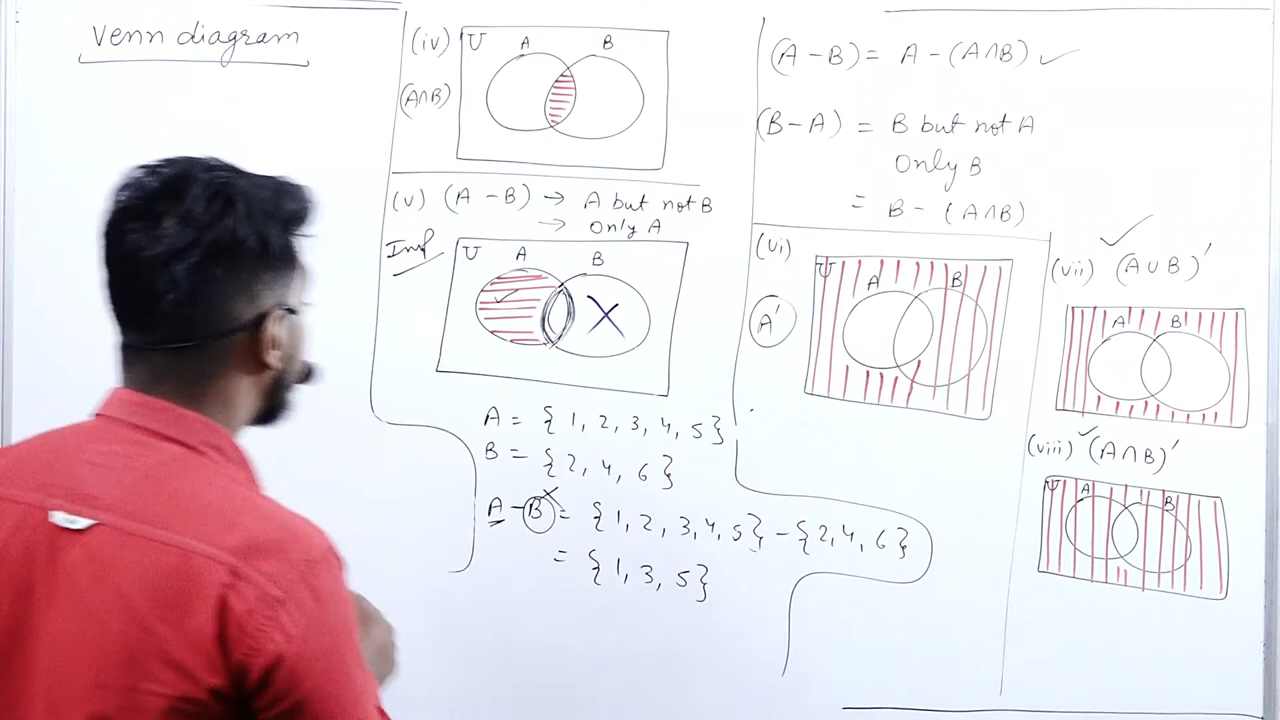 Venn diagram
(iv)
(A∩B)
U A B
(v) (A - B) → A but not B
→ Only A
Imp
U A B
A = {1, 2, 3, 4, 5}
B = {2, 4, 6}
A - B = {1, 2, 3, 4, 5} - {2, 4, 6}
= {1, 3, 5}
(A - B) = A - (A∩B) ✓
(B - A) = B but not A
Only B
= B - (A∩B)
(vi)
A'
U A B
(vii) (A∪B)'
A B
(viii) (A∩B)'
U A B